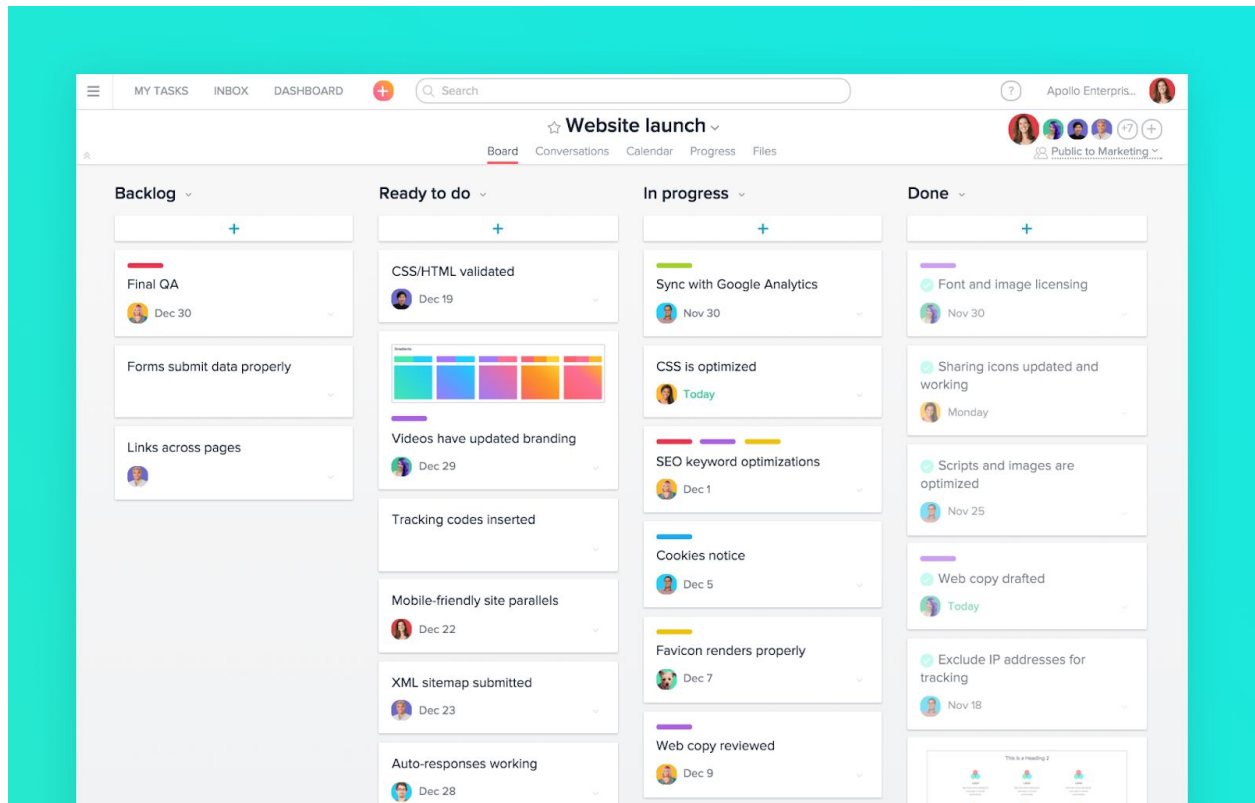 MY TASKS INBOX DASHBOARD + Search ? Apollo Enterpris...
Website launch
+7 +
Board Conversations Calendar Progress Files
Public to Marketing
Backlog
+
Final QA
Dec 30
Forms submit data properly
Links across pages
Ready to do
+
CSS/HTML validated
Dec 19
Gradients
Videos have updated branding
Dec 29
Tracking codes inserted
Mobile-friendly site parallels
Dec 22
XML sitemap submitted
Dec 23
Auto-responses working
Dec 28
In progress
+
Sync with Google Analytics
Nov 30
CSS is optimized
Today
SEO keyword optimizations
Dec 1
Cookies notice
Dec 5
Favicon renders properly
Dec 7
Web copy reviewed
Dec 9
Done
+
Font and image licensing
Nov 30
Sharing icons updated and
working
Monday
Scripts and images are
optimized
Nov 25
Web copy drafted
Today
Exclude IP addresses for
tracking
Nov 18
This is a Heading 2